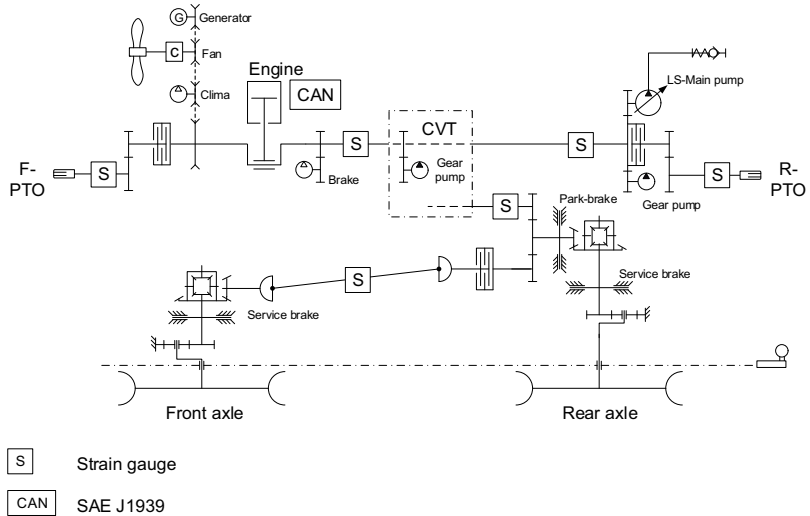 G Generator
C Fan
Clima
Engine
CAN
LS-Main pump
CVT
S
S
F-
PTO
S
Brake
Gear
pump
Gear pump
S
R-
PTO
S
Park-brake
S
Service brake
Service brake
Front axle
Rear axle
S Strain gauge
CAN SAE J1939